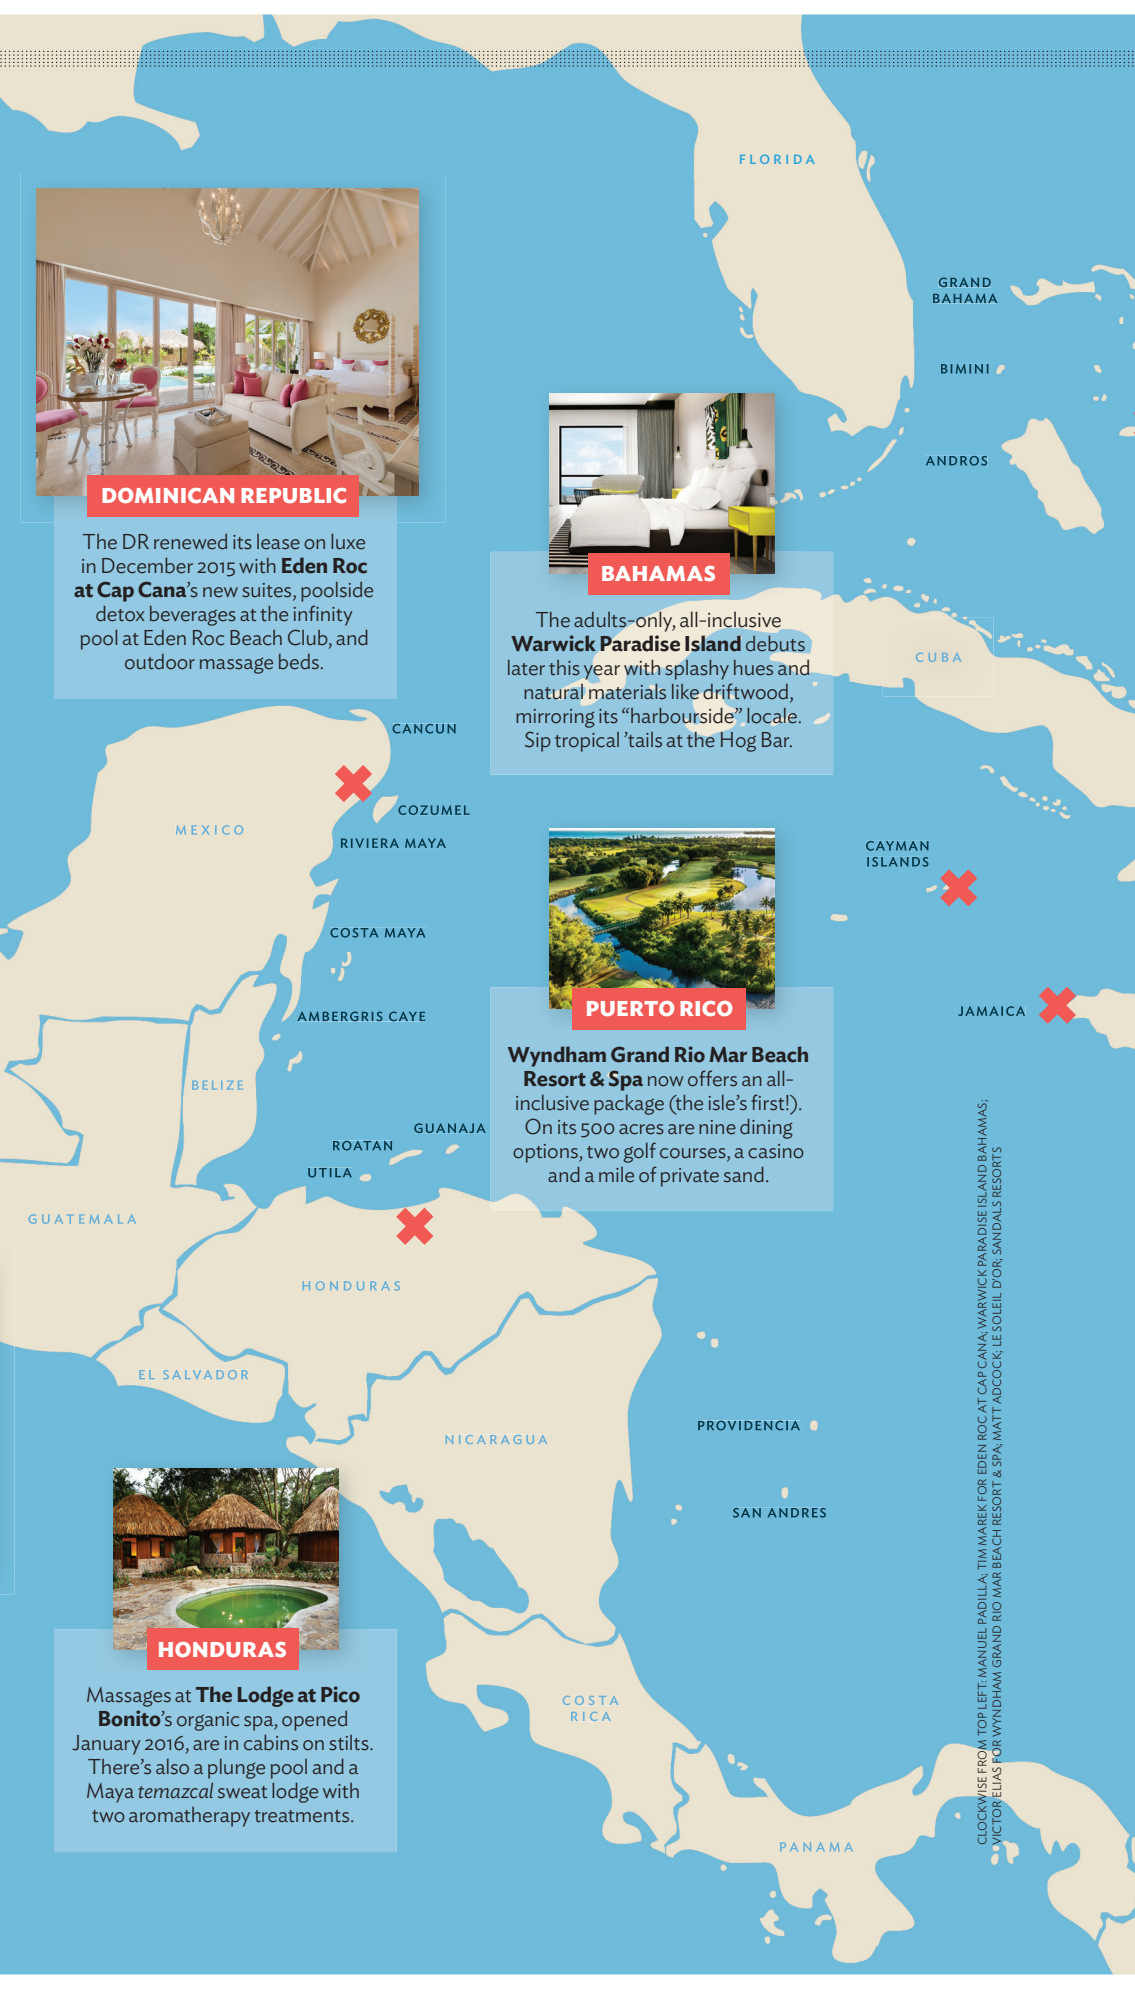 FLORIDA
GRAND
BAHAMA
BIMINI
ANDROS
DOMINICAN REPUBLIC
The DR renewed its lease on luxe
in December 2015 with Eden Roc
at Cap Cana’s new suites, poolside
detox beverages at the infinity
pool at Eden Roc Beach Club, and
outdoor massage beds.
BAHAMAS
The adults-only, all-inclusive
Warwick Paradise Island debuts
later this year with splashy hues and
natural materials like driftwood,
mirroring its “harbourside” locale.
Sip tropical ’tails at the Hog Bar.
CUBA
CANCUN
COZUMEL
MEXICO
RIVIERA MAYA
COSTA MAYA
AMBERGRIS CAYE
BELIZE
CAYMAN
ISLANDS
JAMAICA
PUERTO RICO
Wyndham Grand Rio Mar Beach
Resort & Spa now offers an all-
inclusive package (the isle’s first!).
On its 500 acres are nine dining
options, two golf courses, a casino
and a mile of private sand.
GUANAJA
ROATAN
UTILA
GUATEMALA
HONDURAS
EL SALVADOR
NICARAGUA
PROVIDENCIA
SAN ANDRES
HONDURAS
Massages at The Lodge at Pico
Bonito’s organic spa, opened
January 2016, are in cabins on stilts.
There’s also a plunge pool and a
Maya temazcal sweat lodge with
two aromatherapy treatments.
COSTA
RICA
PANAMA
CLOCKWISE FROM TOP LEFT: MANUEL PADILLA; TIM MAREK FOR EDEN ROC AT CAP CANA; WARWICK PARADISE ISLAND BAHAMAS;
VICTOR ELIAS FOR WYNDHAM GRAND RIO MAR BEACH RESORT & SPA; MATT ADCOCK; LE SOLEIL D’OR; SANDALS RESORTS